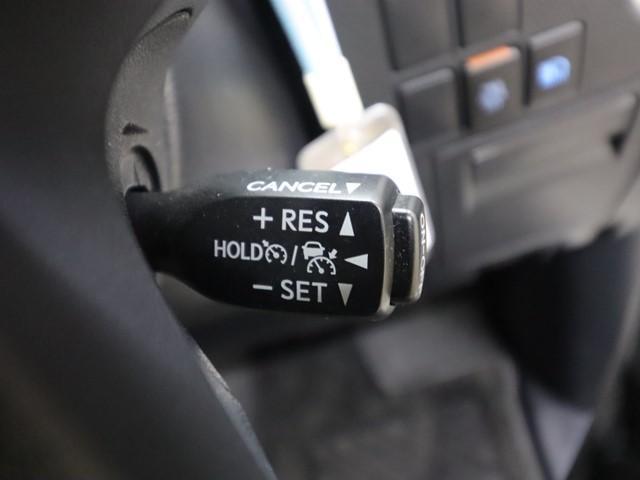 CANCEL▼
+ RES ▲
HOLD / ◀
− SET ▼